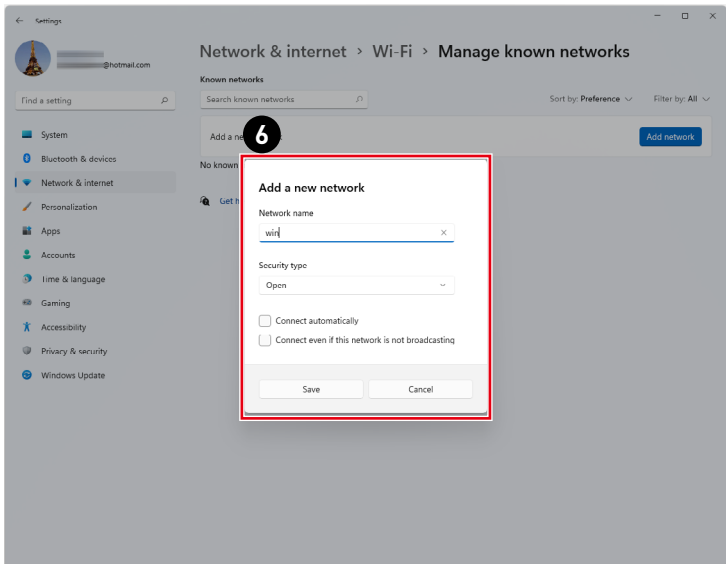 Settings
@hotmail.com
Network & internet > Wi-Fi > Manage known networks
Known networks
Find a setting
Search known networks
Sort by: Preference
Filter by: All
System
Add a ne
6
Add network
Bluetooth & devices
No known
Network & internet
Add a new network
Get h
Personalization
Network name
Apps
win
Accounts
Security type
Time & language
Open
Gaming
Connect automatically
Accessibility
Connect even if this network is not broadcasting
Privacy & security
Windows Update
Save
Cancel